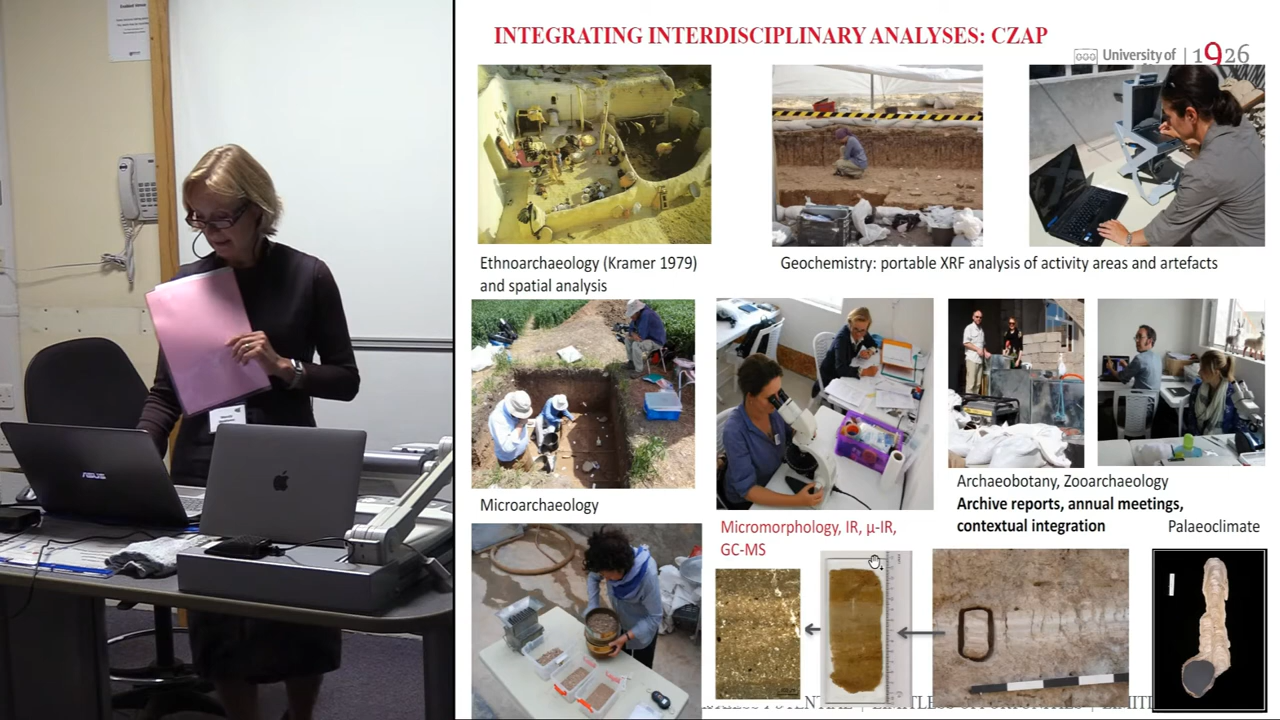 INTEGRATING INTERDISCIPLINARY ANALYSES: CZAP
University of | 1926
Ethnoarchaeology (Kramer 1979)
and spatial analysis
Geochemistry: portable XRF analysis of activity areas and artefacts
Microarchaeology
Micromorphology, IR, µ-IR,
GC-MS
Archaeobotany, Zooarchaeology
Archive reports, annual meetings,
contextual integration
Palaeoclimate
ASUS